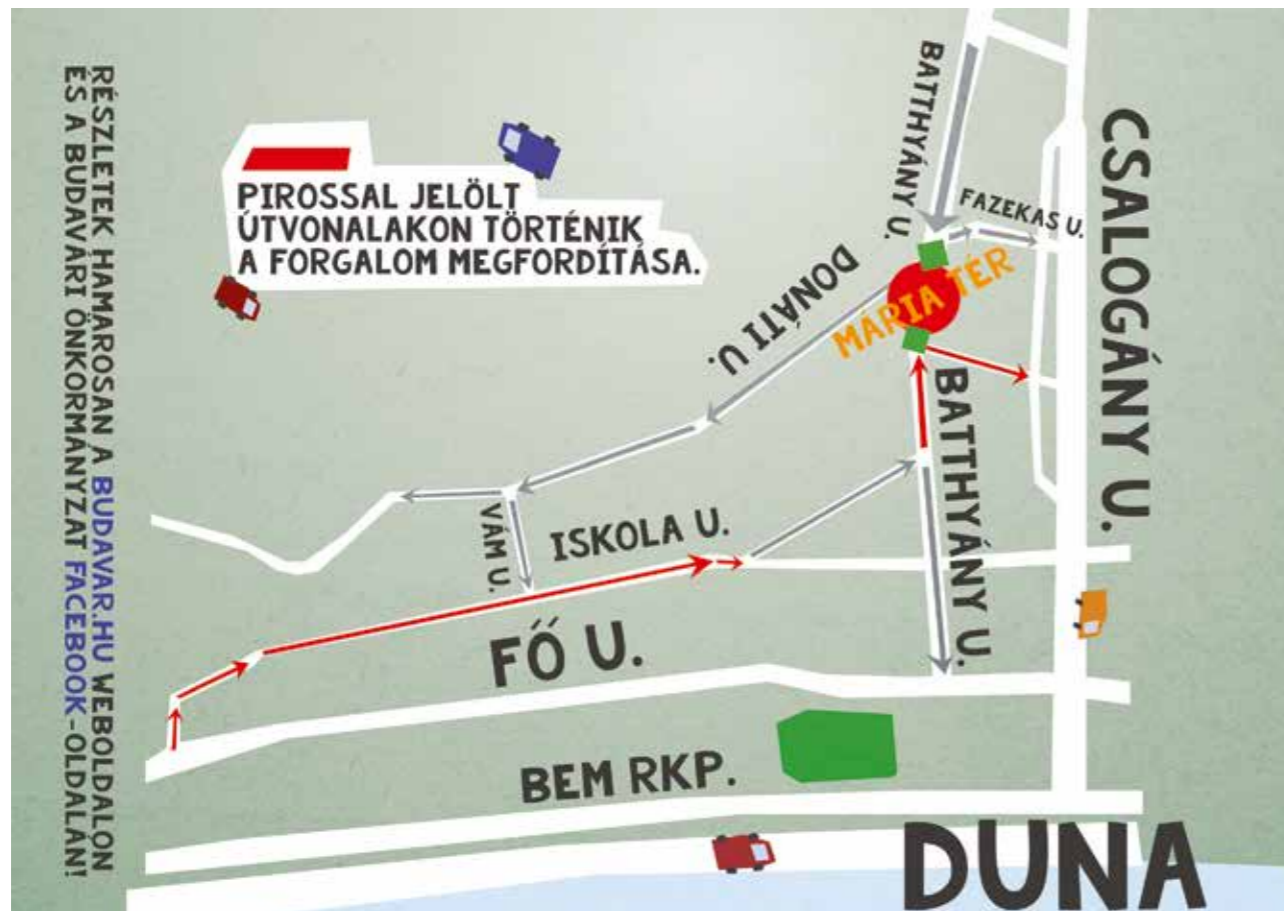 RÉSZLETEK HAMAROSAN A BUDAVAR.HU WEBOLDALON
ÉS A BUDAVÁRI ÖNKORMÁNYZAT FACEBOOK-OLDALÁN!
PIROSSAL JELÖLT
ÚTVONALAKON TÖRTÉNIK
A FORGALOM MEGFORDÍTÁSA.
BATTHYÁNY U.
FAZEKAS U.
CSALOGÁNY U.
DONÁTI U.
MÁRIA TÉR
BATTHYÁNY U.
VÁM U.
ISKOLA U.
FŐ U.
BEM RKP.
DUNA